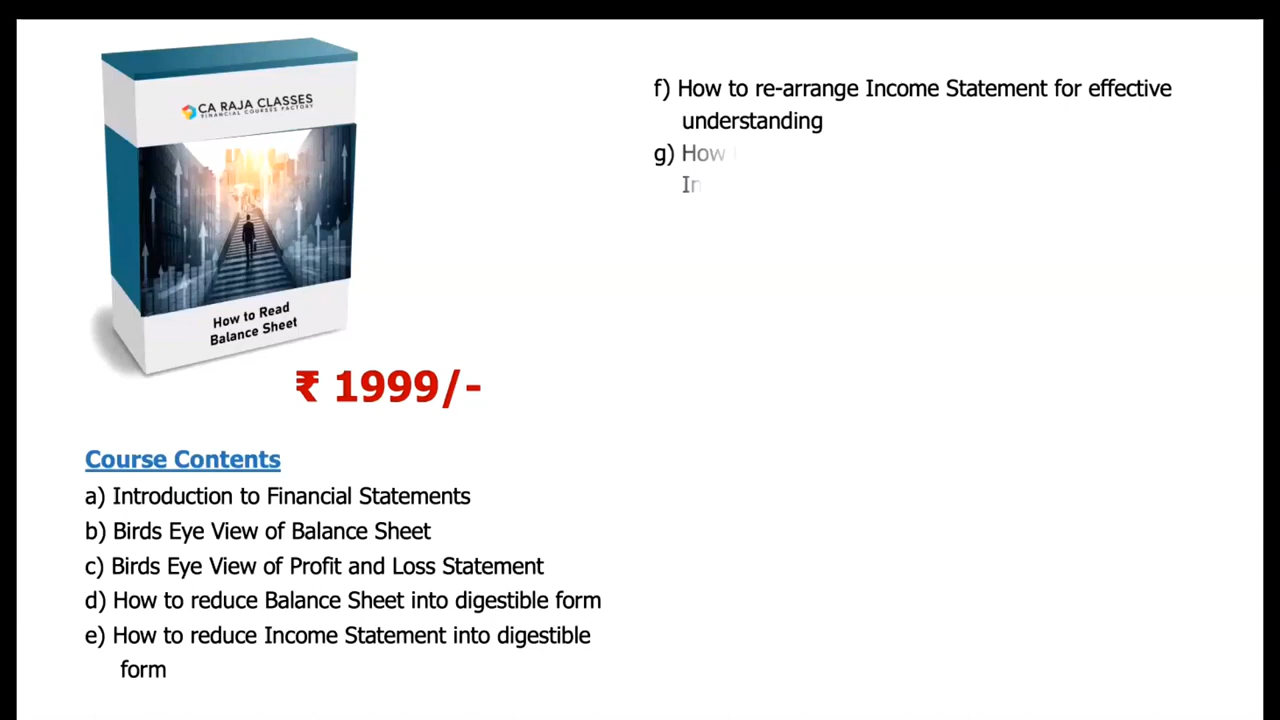 CA RAJA CLASSES
FINANCIAL COURSES FACTORY
How to Read
Balance Sheet
₹ 1999/-
Course Contents
a) Introduction to Financial Statements
b) Birds Eye View of Balance Sheet
c) Birds Eye View of Profit and Loss Statement
d) How to reduce Balance Sheet into digestible form
e) How to reduce Income Statement into digestible
form
f) How to re-arrange Income Statement for effective
understanding
g) How